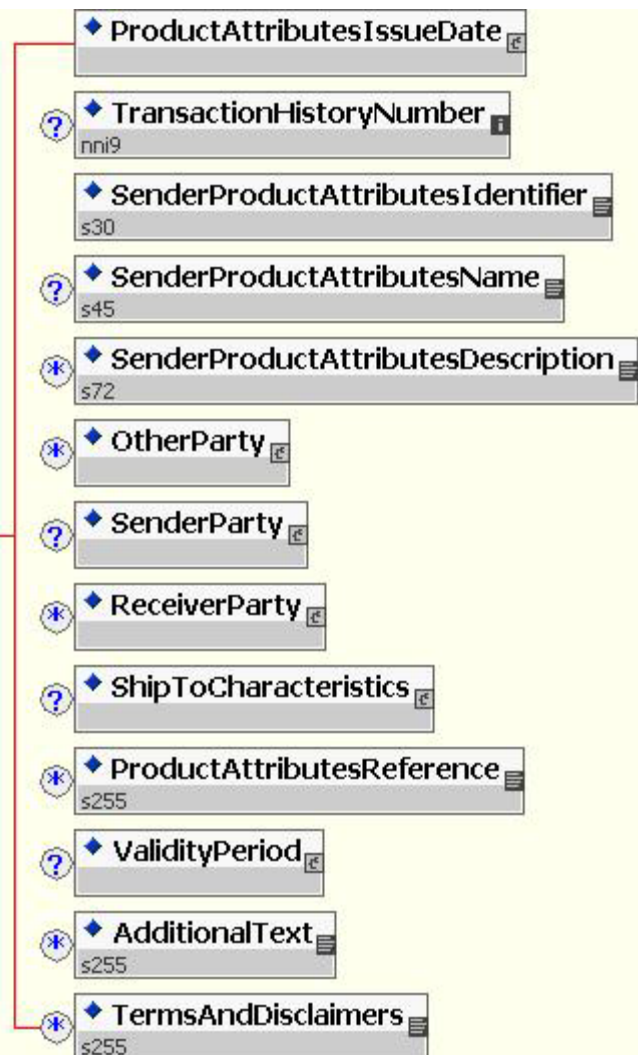 ProductAttributesIssueDate
? TransactionHistoryNumber
nni9
SenderProductAttributesIdentifier
s30
? SenderProductAttributesName
s45
* SenderProductAttributesDescription
s72
* OtherParty
? SenderParty
* ReceiverParty
? ShipToCharacteristics
* ProductAttributesReference
s255
? ValidityPeriod
* AdditionalText
s255
* TermsAndDisclaimers
s255